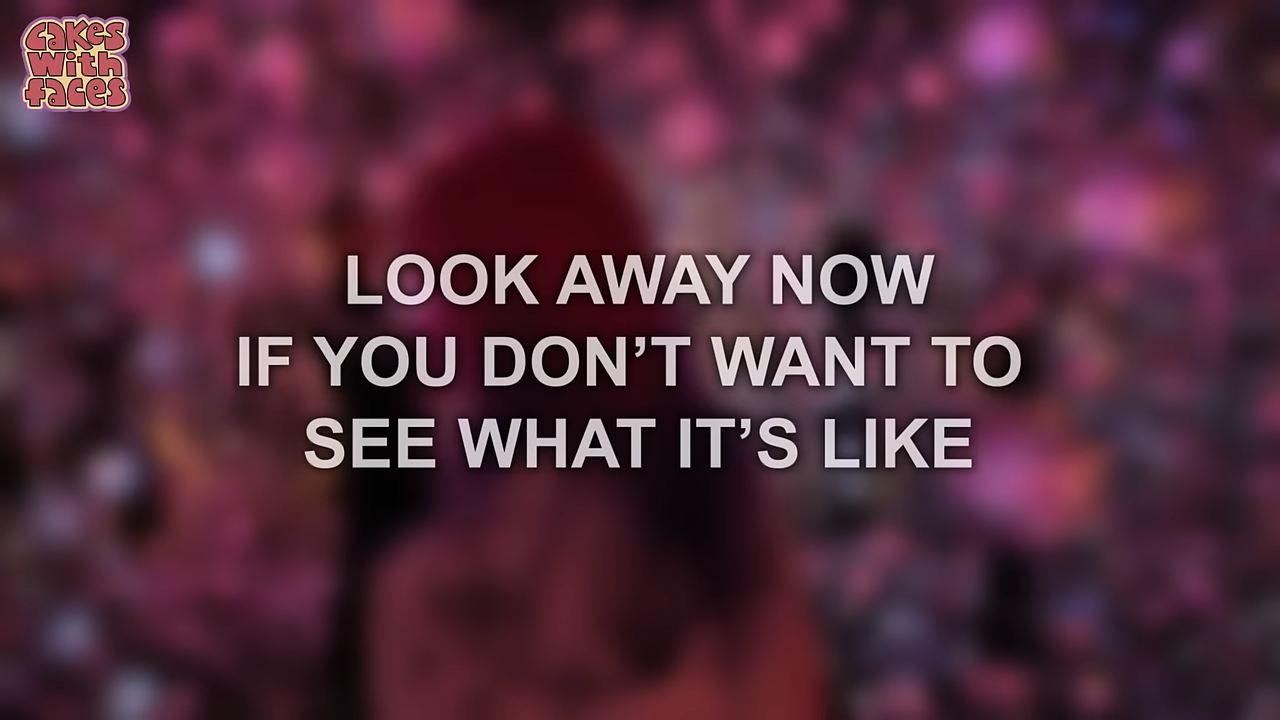 cakes
with
faces
LOOK AWAY NOW
IF YOU DON’T WANT TO
SEE WHAT IT’S LIKE